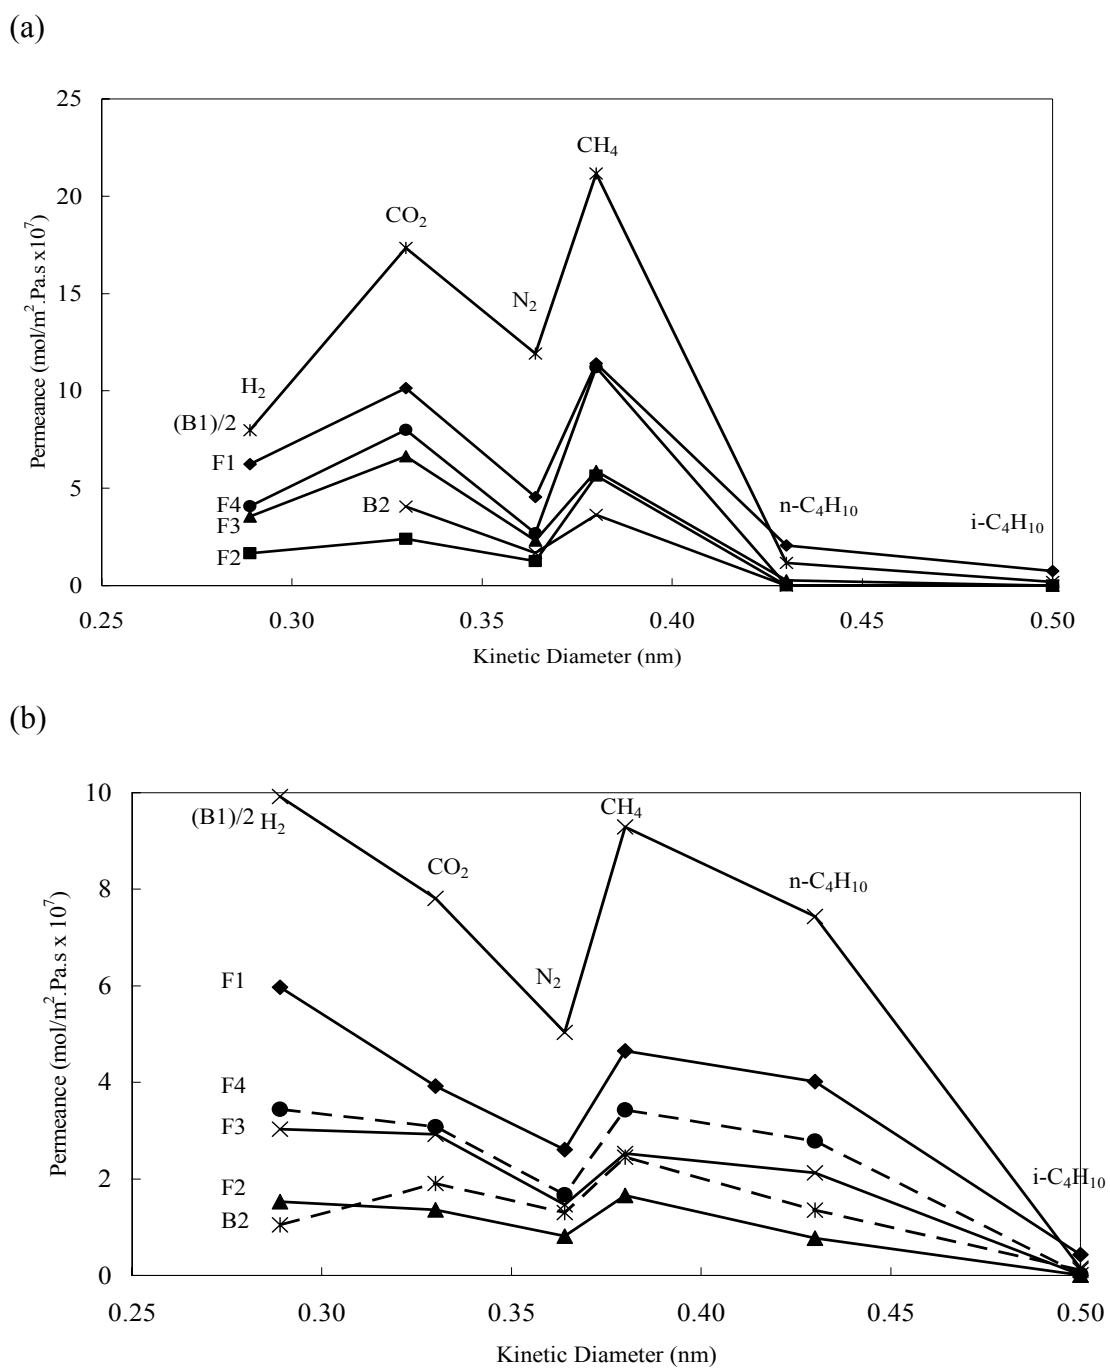 (a)
25
20
15
10
5
0
Permeance (mol/m².Pa.s x10⁷)
CH₄
CO₂
N₂
H₂
(B1)/2
F1
F4
F3
F2
B2
n-C₄H₁₀
i-C₄H₁₀
0.25 0.30 0.35 0.40 0.45 0.50
Kinetic Diameter (nm)
(b)
10
8
6
4
2
0
Permeance (mol/m².Pa.s x 10⁷)
(B1)/2 H₂
CO₂
N₂
CH₄
n-C₄H₁₀
i-C₄H₁₀
F1
F4
F3
F2
B2
0.25 0.30 0.35 0.40 0.45 0.50
Kinetic Diameter (nm)